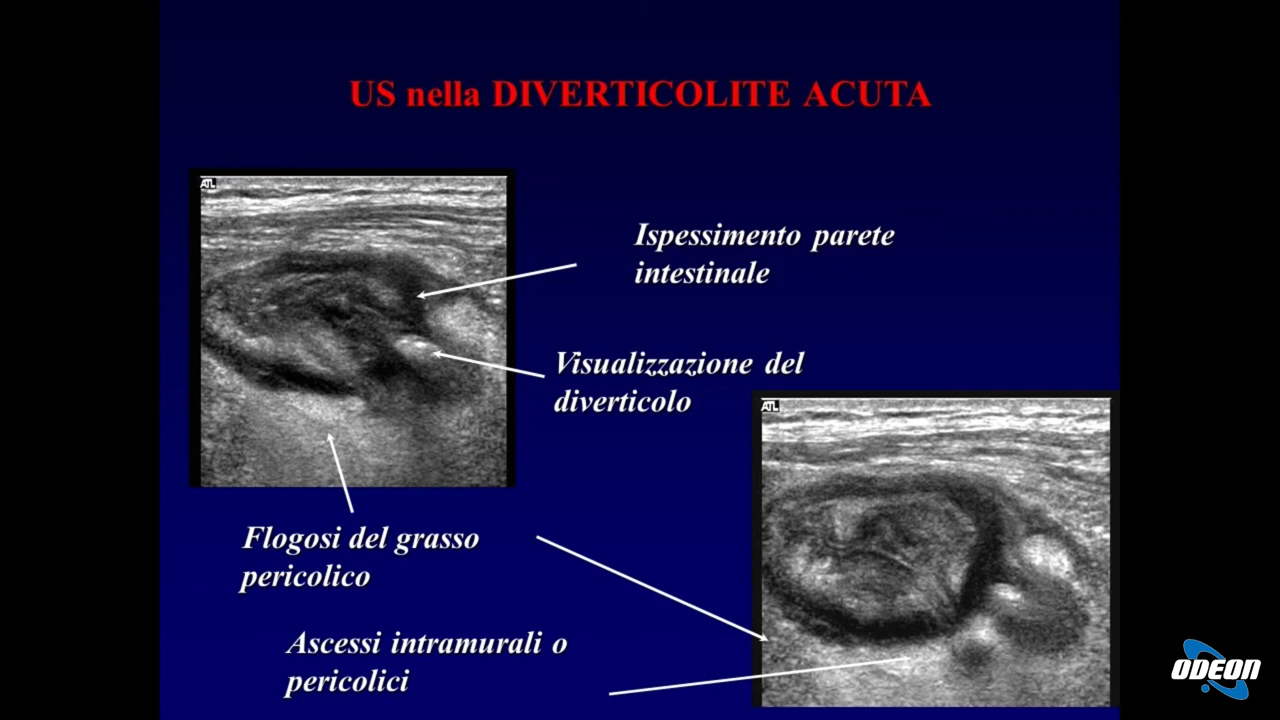 US nella DIVERTICOLITE ACUTA
ATL
Ispessimento parete
intestinale
Visualizzazione del
diverticolo
ATL
Flogosi del grasso
pericolico
Ascessi intramurali o
pericolici
ODEON